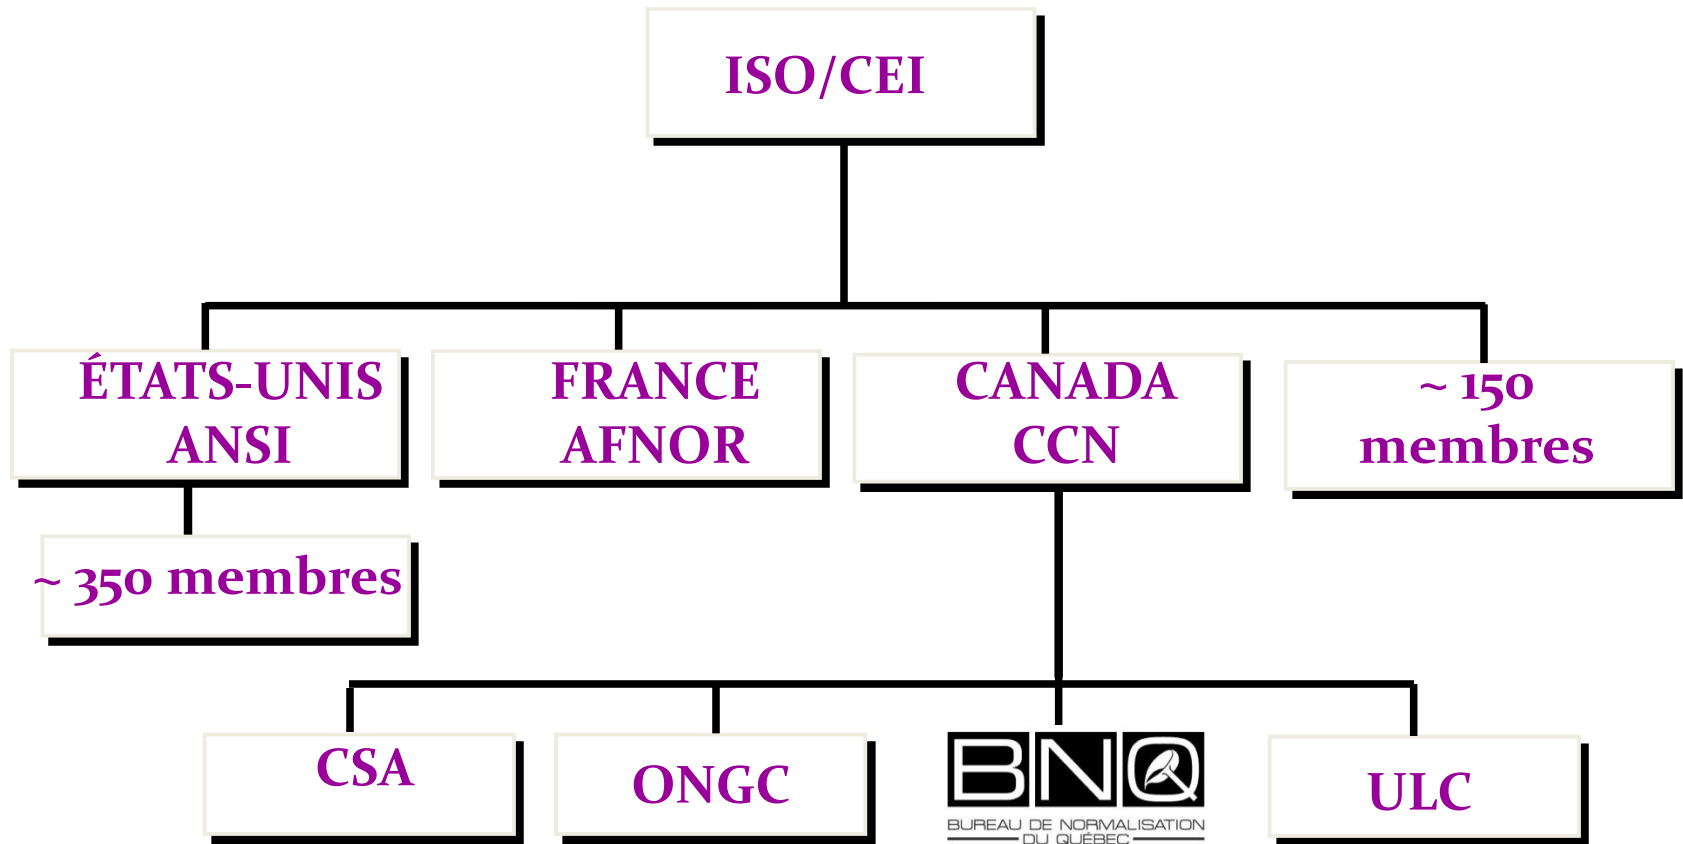 ISO/CEI
ÉTATS-UNIS
ANSI
FRANCE
AFNOR
CANADA
CCN
~ 150
membres
~ 350 membres
CSA
ONGC
BNQ
BUREAU DE NORMALISATION
DU QUÉBEC
ULC